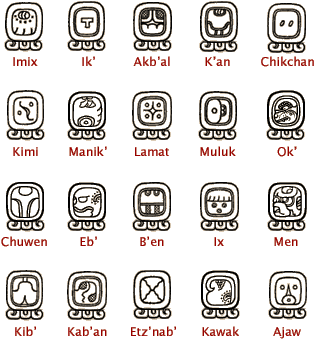 Imix Ik’ Akb’al K’an Chikchan
Kimi Manik’ Lamat Muluk Ok’
Chuwen Eb’ B’en Ix Men
Kib’ Kab’an Etz’nab’ Kawak Ajaw